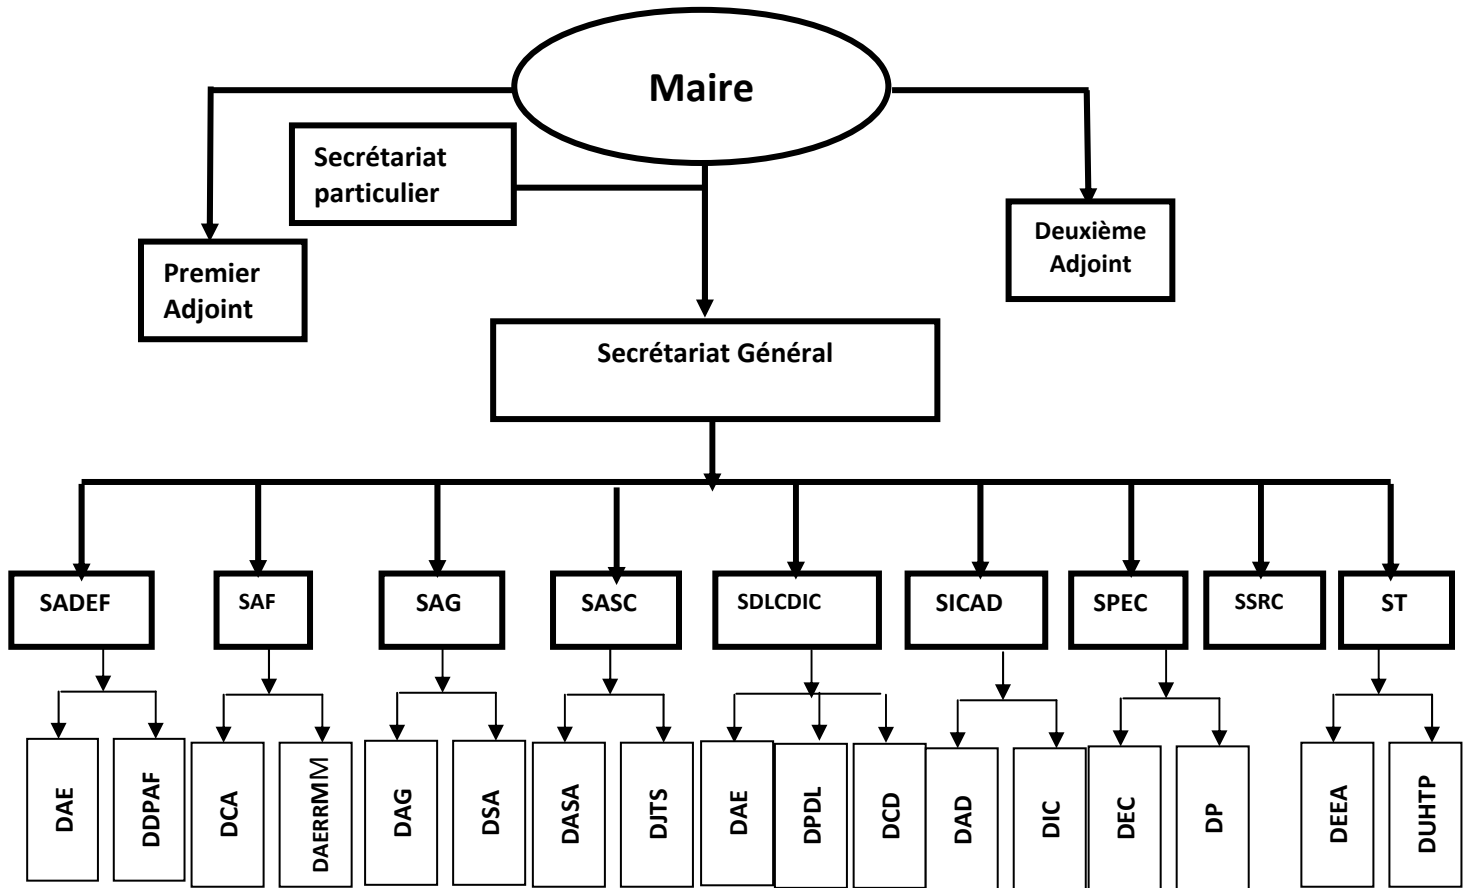 Maire
Secrétariat
particulier
Premier
Adjoint
Deuxième
Adjoint
Secrétariat Général
SADEF
SAF
SAG
SASC
SDLCDIC
SICAD
SPEC
SSRC
ST
DAE
DDPAF
DCA
DAERRMM
DAG
DSA
DASA
DJTS
DAE
DPDL
DCD
DAD
DIC
DEC
DP
DEEA
DUHTP